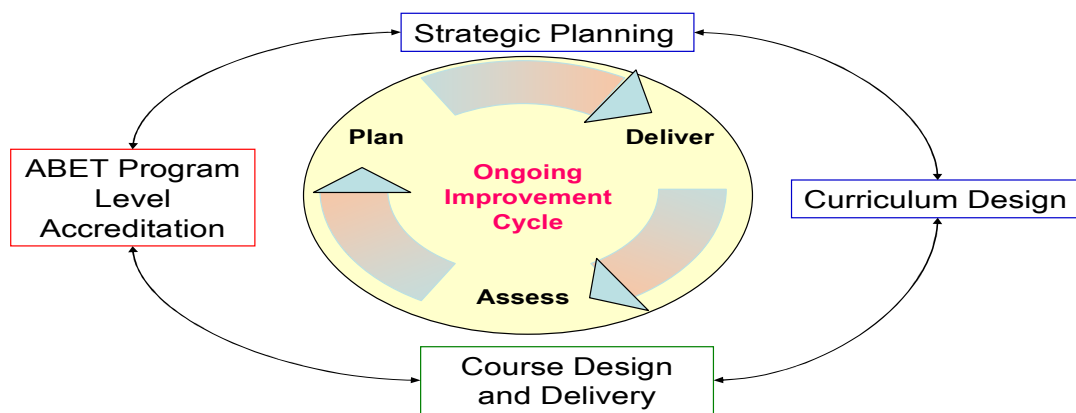 Strategic Planning
Plan
Deliver
ABET Program
Level
Accreditation
Ongoing
Improvement
Cycle
Curriculum Design
Assess
Course Design
and Delivery